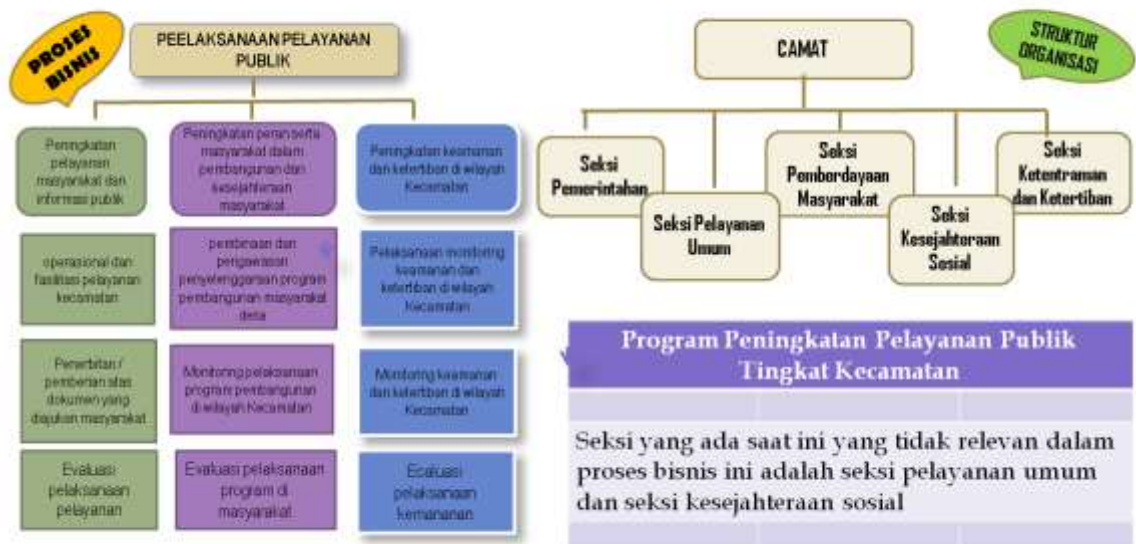 PROSES
BISNIS
PEELAKSANAAN PELAYANAN
PUBLIK
Peningkatan
pelayanan
masyarakat dan
informasi publik
operasional dan
fasilitasi pelayanan
kecamatan
Penerbitan /
pemberian atas
dokumen yang
diajukan masyarakat
Evaluasi
pelaksanaan
pelayanan
Peningkatan peran serta
masyarakat dalam
pembangunan dan
kesejahteraan
masyarakat
pembinaan dan
pengawasan
penyelenggaraan program
pembangunan masyarakat
desa
Monitoring pelaksanaan
program pembangunan
di wilayah Kecamatan
Evaluasi pelaksanaan
program di
masyarakat
Peningkatan keamanan
dan ketertiban di wilayah
Kecamatan
Pelaksanaan monitoring
keamanan dan
ketertiban di wilayah
Kecamatan
Monitoring keamanan
dan ketertiban di wilayah
Kecamatan
Ecaluasi
pelaksanaan
kemananan
STRUKTUR
ORGANISASI
CAMAT
Seksi
Pemerintahan
Seksi Pelayanan
Umum
Seksi
Pemberdayaan
Masyarakat
Seksi
Kesejahteraan
Sosial
Seksi
Ketentraman
dan Ketertiban
Program Peningkatan Pelayanan Publik
Tingkat Kecamatan
Seksi yang ada saat ini yang tidak relevan dalam
proses bisnis ini adalah seksi pelayanan umum
dan seksi kesejahteraan sosial